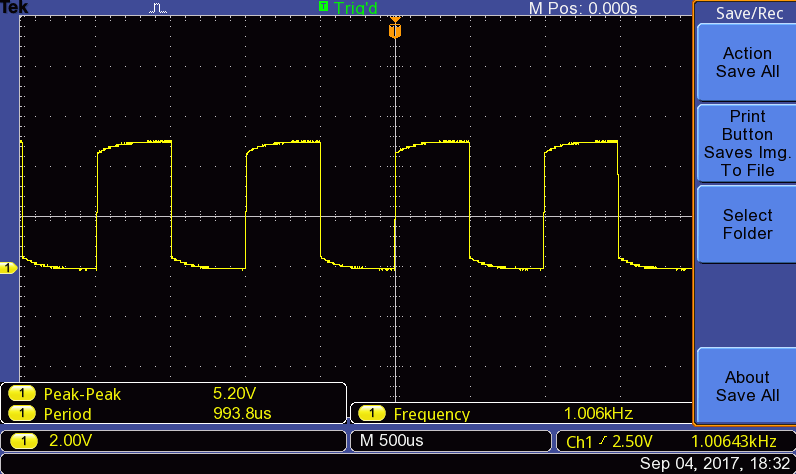 Tek
T Trig'd
M Pos: 0.000s
Save/Rec
T
Action
Save All
Print
Button
Saves Img.
To File
Select
Folder
1
About
Save All
1 Peak-Peak 5.20V
1 Period 993.8us
1 Frequency 1.006kHz
1 2.00V
M 500us
Ch1 2.50V 1.00643kHz
Sep 04, 2017, 18:32